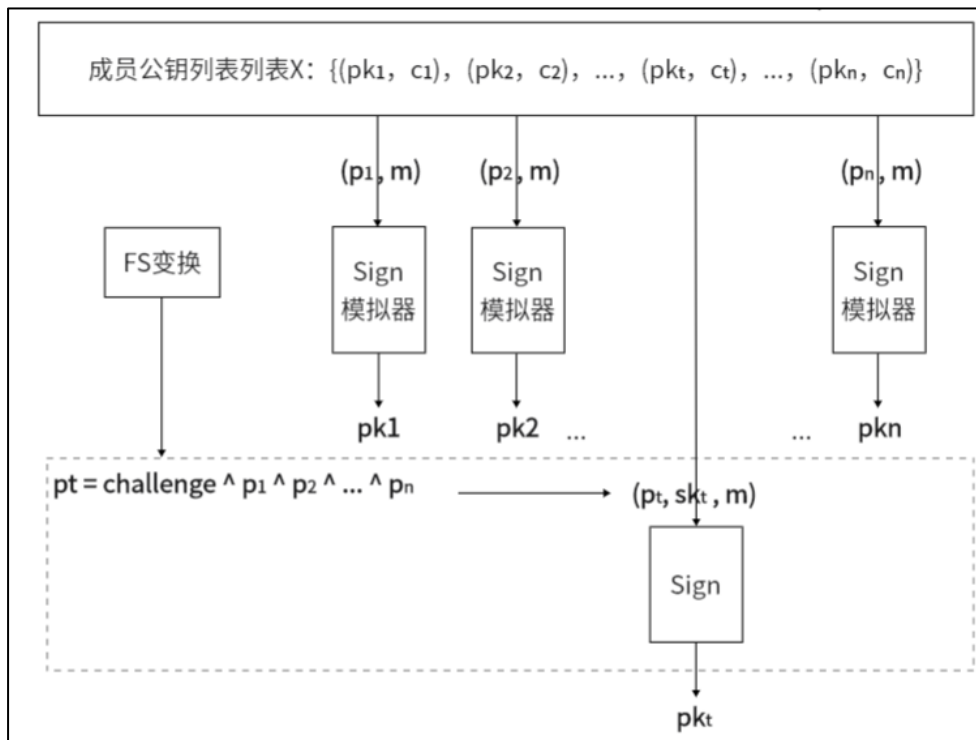 成员公钥列表列表X：{(pk₁，c₁)，(pk₂，c₂)，...，(pkₜ，cₜ)，...，(pkₙ，cₙ)}
(p₁, m) (p₂, m) (pₙ, m)
FS变换
Sign
模拟器
Sign
模拟器
Sign
模拟器
pk1 pk2 ... ... pkn
pt = challenge ^ p₁ ^ p₂ ^ ... ^ pₙ
(pₜ, skₜ , m)
Sign
pkₜ